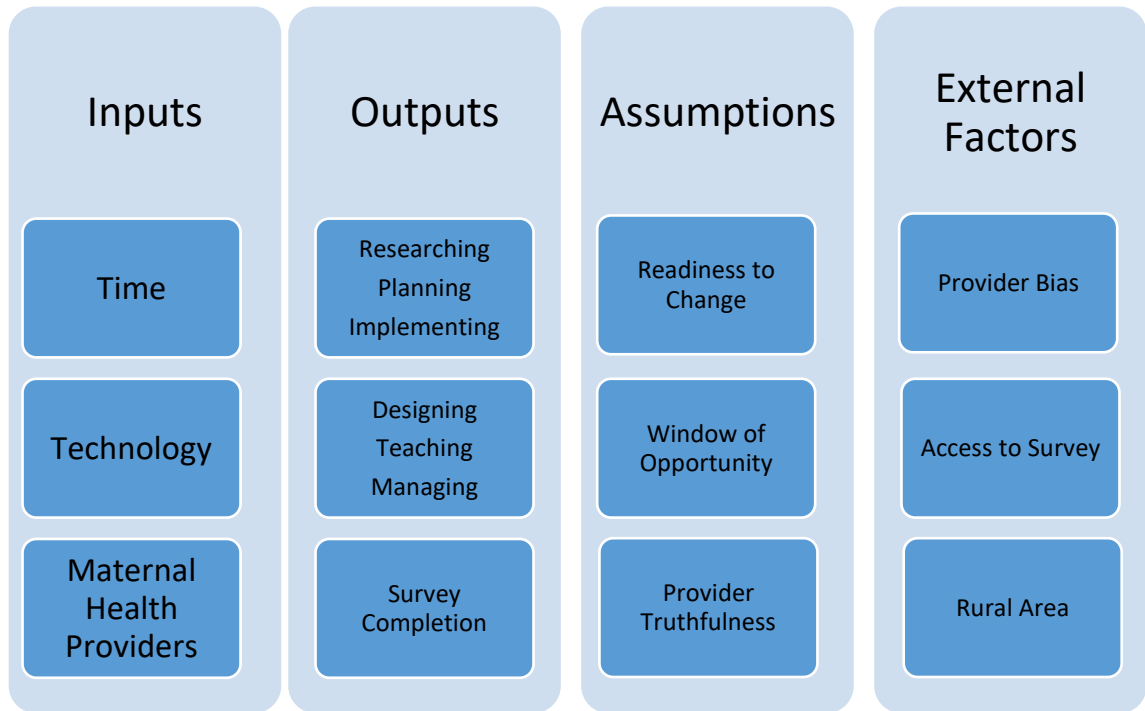 Inputs
Time
Technology
Maternal
Health
Providers
Outputs
Researching
Planning
Implementing
Designing
Teaching
Managing
Survey
Completion
Assumptions
Readiness to
Change
Window of
Opportunity
Provider
Truthfulness
External
Factors
Provider Bias
Access to Survey
Rural Area